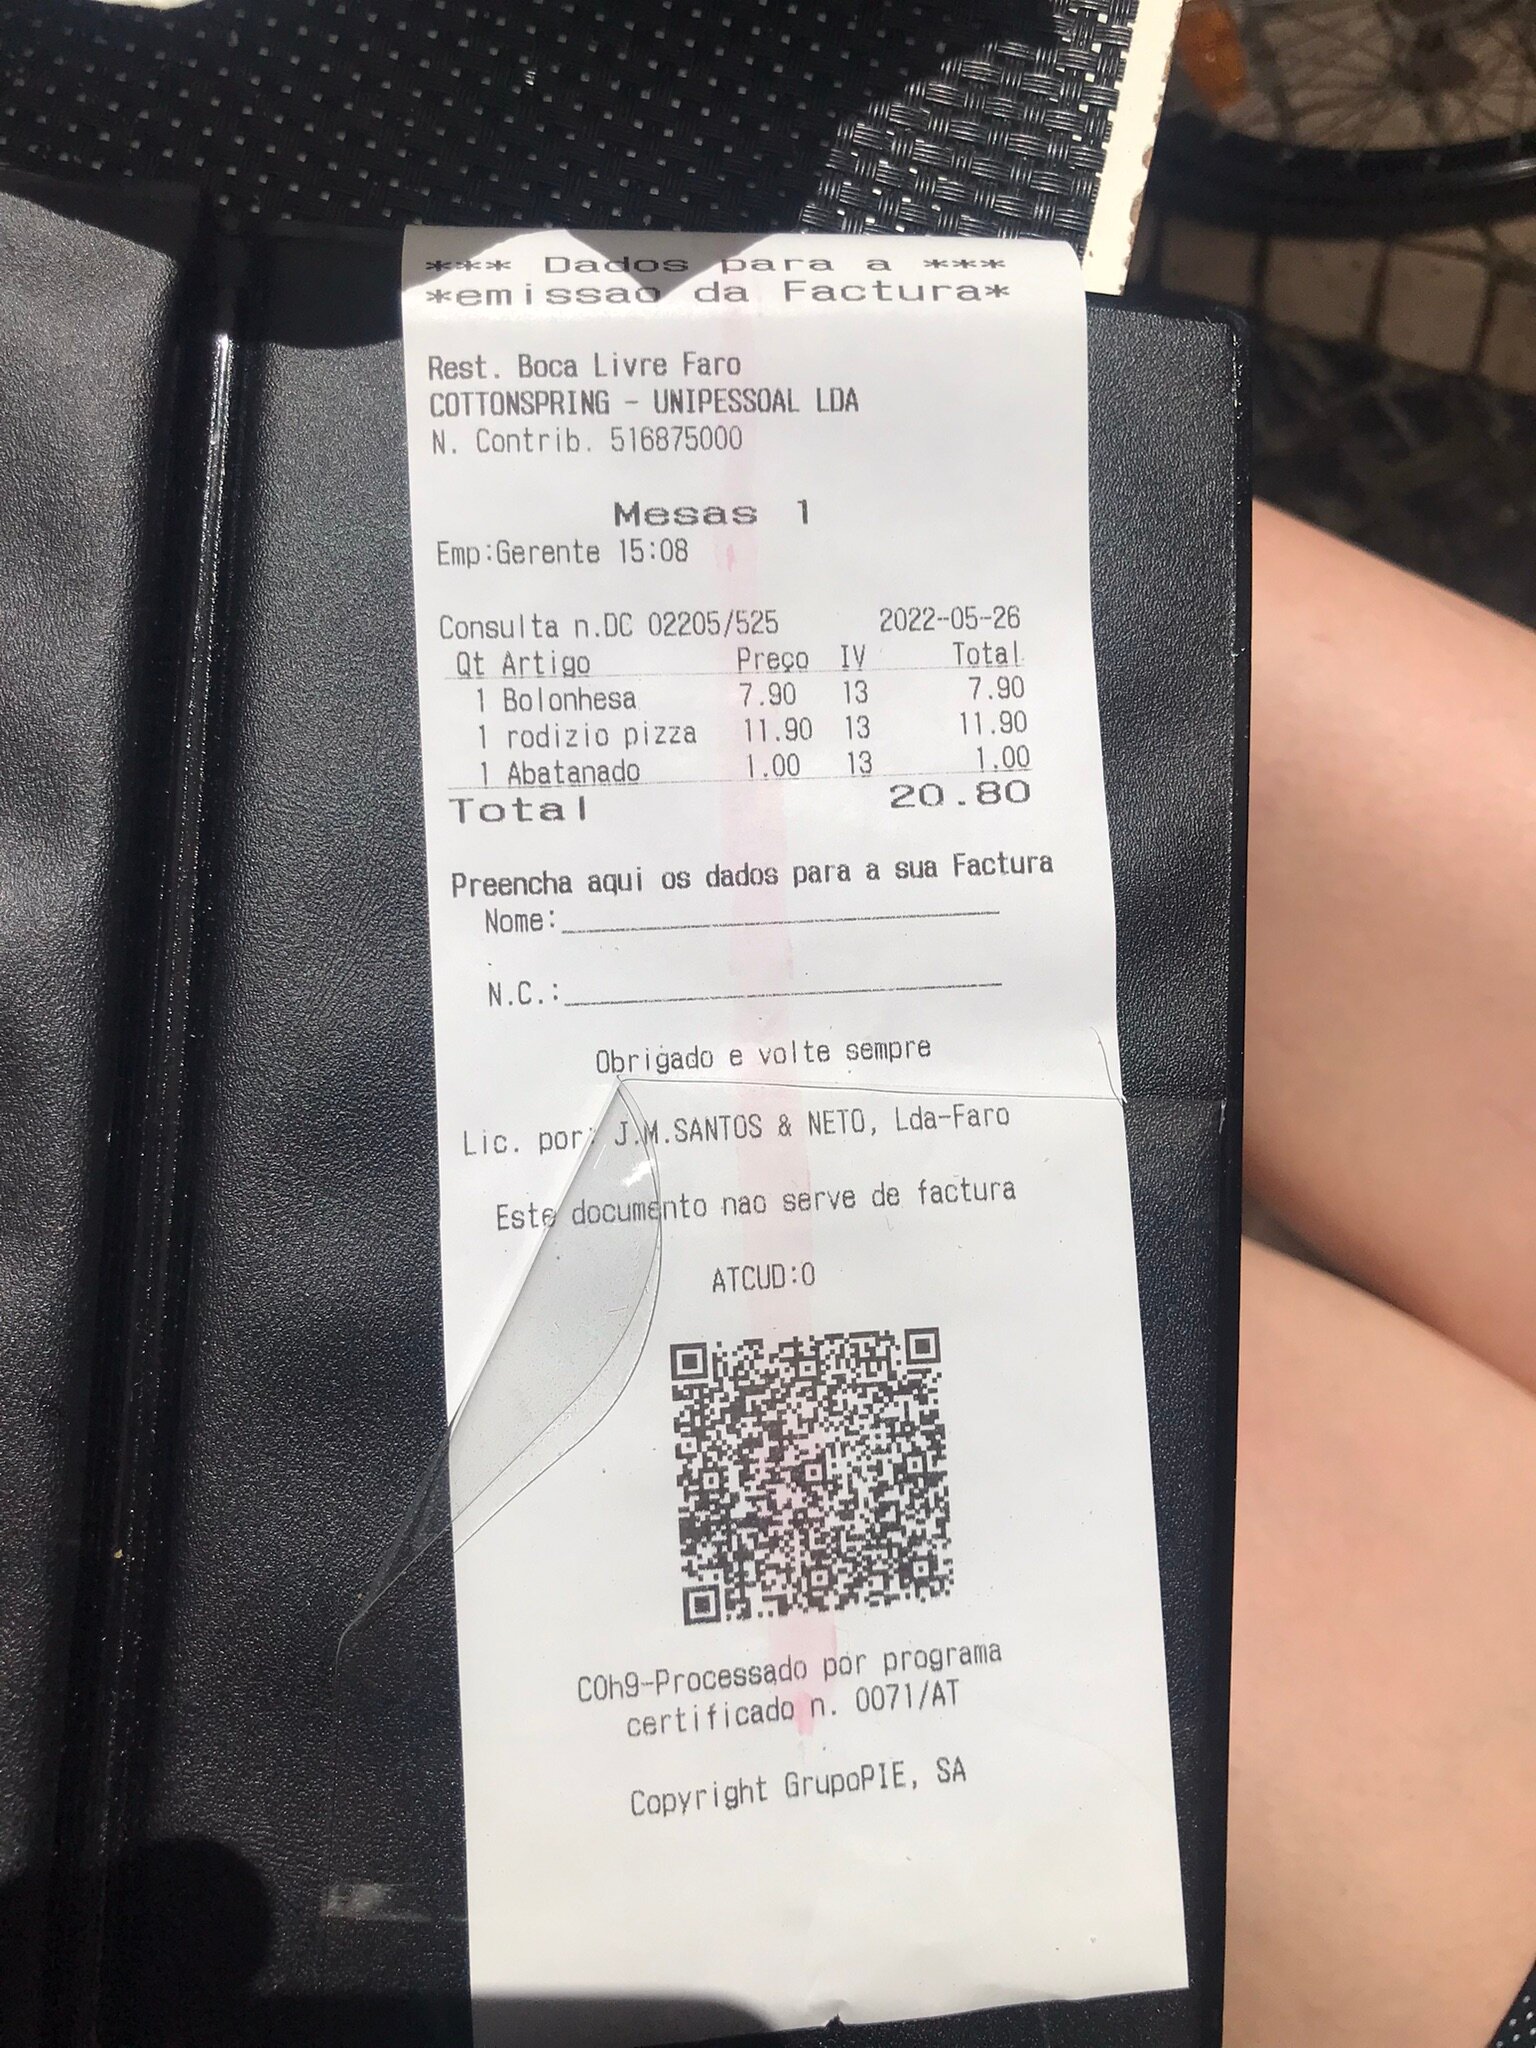 *** Dados para a ***
*emissao da Factura*
Rest. Boca Livre Faro
COTTONSPRING - UNIPESSOAL LDA
N. Contrib. 516875000
Mesas 1
Emp:Gerente 15:08
Consulta n.DC 02205/525 2022-05-26
Qt Artigo Preço IV Total
1 Bolonhesa 7.90 13 7.90
1 rodizio pizza 11.90 13 11.90
1 Abatanado 1.00 13 1.00
Total 20.80
Preencha aqui os dados para a sua Factura
Nome:
N.C.:
Obrigado e volte sempre
Lic. por: J.M.SANTOS & NETO, Lda-Faro
Este documento nao serve de factura
ATCUD:0
C0h9-Processado por programa
certificado n. 0071/AT
Copyright GrupoPIE, SA